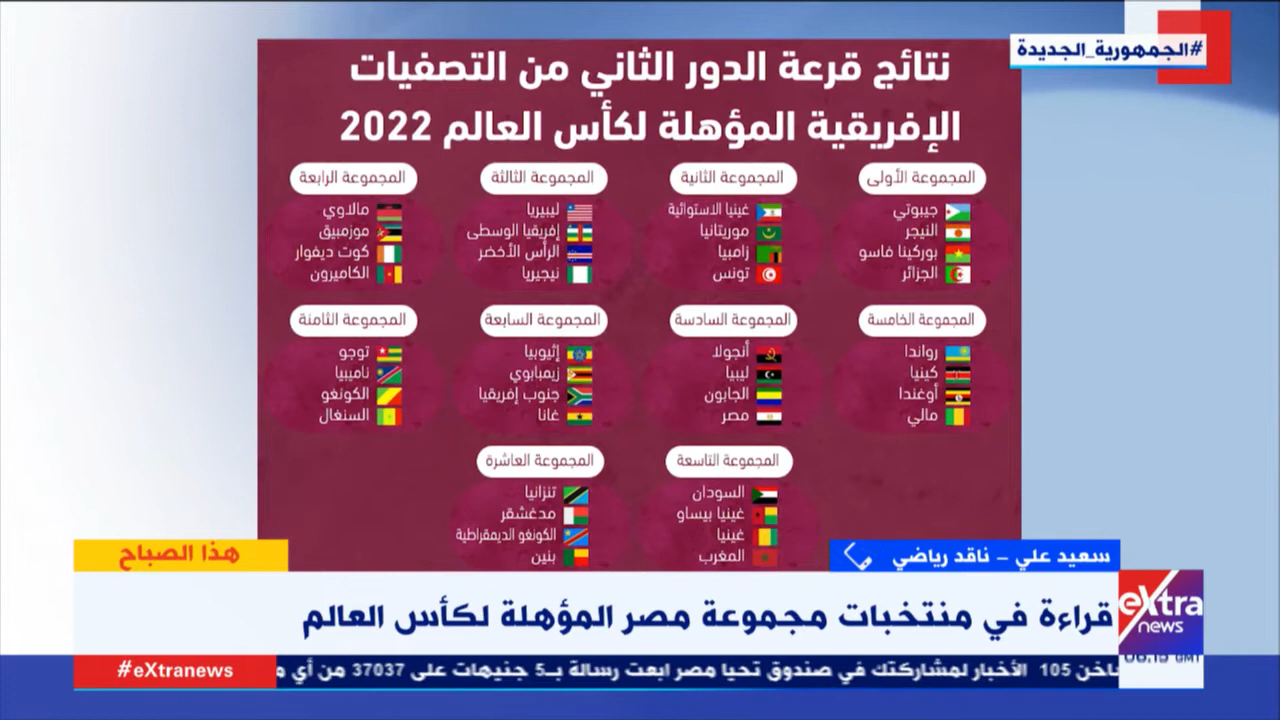 #الجمهورية_الجديدة
نتائج قرعة الدور الثاني من التصفيات
الإفريقية المؤهلة لكأس العالم 2022
المجموعة الأولى
جيبوتي
النيجر
بوركينا فاسو
الجزائر
المجموعة الثانية
غينيا الاستوائية
موريتانيا
زامبيا
تونس
المجموعة الثالثة
ليبيريا
إفريقيا الوسطى
الرأس الأخضر
نيجيريا
المجموعة الرابعة
مالاوي
موزمبيق
كوت ديفوار
الكاميرون
المجموعة الخامسة
رواندا
كينيا
أوغندا
مالي
المجموعة السادسة
أنجولا
ليبيا
الجابون
مصر
المجموعة السابعة
إثيوبيا
زيمبابوي
جنوب إفريقيا
غانا
المجموعة الثامنة
توجو
ناميبيا
الكونغو
السنغال
المجموعة التاسعة
السودان
غينيا بيساو
غينيا
المغرب
المجموعة العاشرة
تنزانيا
مدغشقر
الكونغو الديمقراطية
بنين
سعيد علي - ناقد رياضي
هذا الصباح
قراءة في منتخبات مجموعة مصر المؤهلة لكأس العالم
eXtra
news
الأخبار لمشاركتك في صندوق تحيا مصر ابعت رسالة بـ5 جنيهات على 37037 من أي
#eXtranews